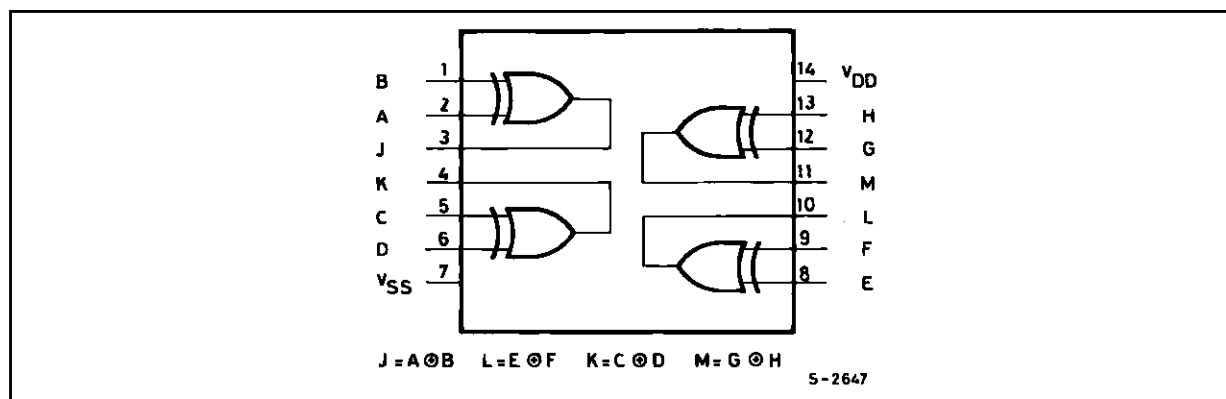 B 1
A 2
J 3
K 4
C 5
D 6
VSS 7
14 VDD
13 H
12 G
11 M
10 L
9 F
8 E
J=A⊕B L=E⊕F K=C⊕D M=G⊕H
S-2647